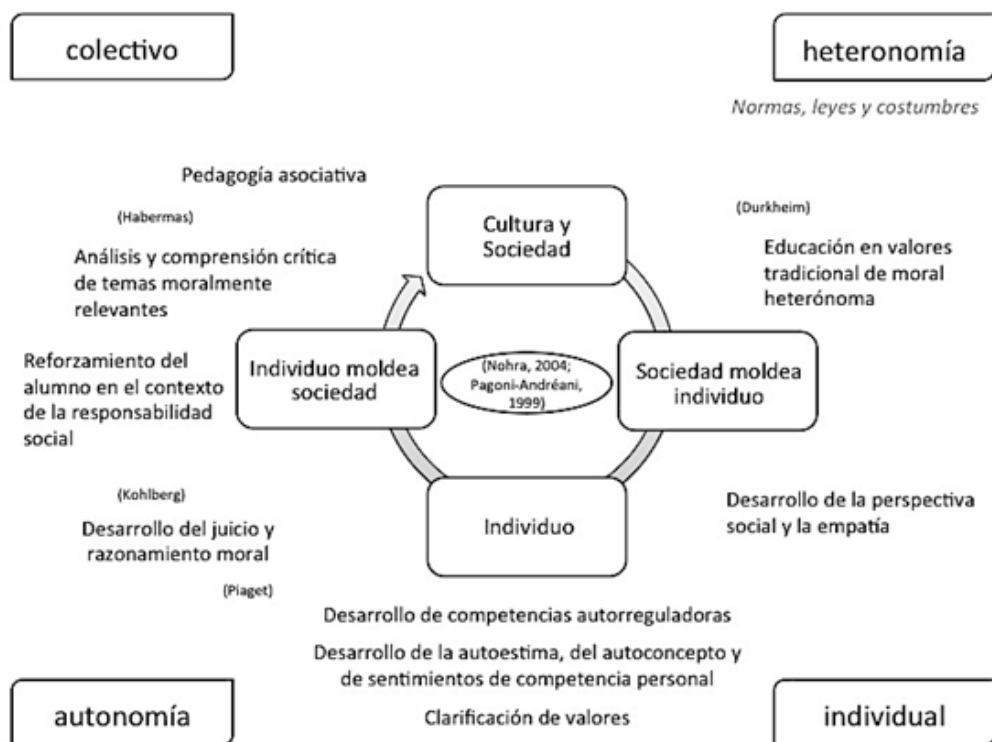 colectivo
heteronomía
Normas, leyes y costumbres
Pedagogía asociativa
(Habermas)
Análisis y comprensión crítica
de temas moralmente
relevantes
Cultura y
Sociedad
(Durkheim)
Educación en valores
tradicional de moral
heterónoma
Reforzamiento del
alumno en el contexto
de la responsabilidad
social
Individuo moldea
sociedad
(Nohra, 2004;
Pagoni-Andréani,
1999)
Sociedad moldea
individuo
(Kohlberg)
Desarrollo del juicio y
razonamiento moral
(Piaget)
Individuo
Desarrollo de la perspectiva
social y la empatía
Desarrollo de competencias autorreguladoras
Desarrollo de la autoestima, del autoconcepto y
de sentimientos de competencia personal
Clarificación de valores
autonomía
individual